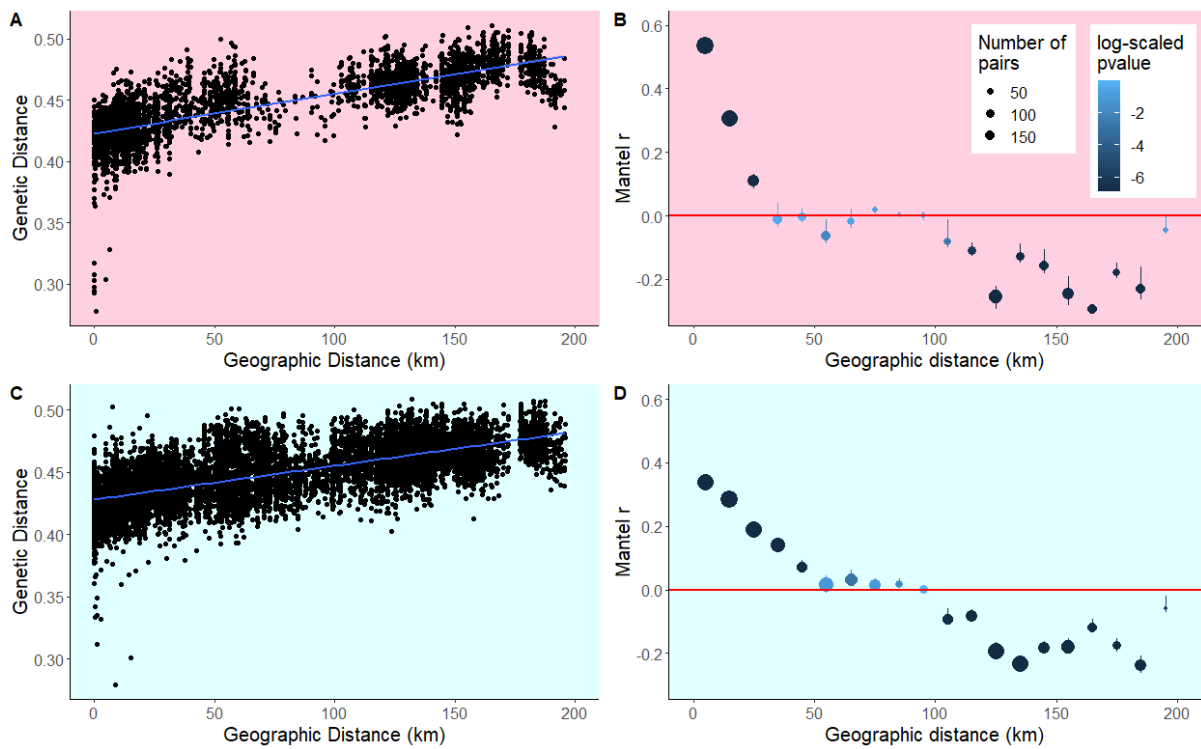 A
0.50
0.45
0.40
0.35
0.30
Genetic Distance
0
50
100
150
200
Geographic Distance (km)
B
0.6
0.4
0.2
0.0
-0.2
Mantel r
0
50
100
150
200
Geographic distance (km)
Number of
pairs
50
100
150
log-scaled
pvalue
-2
-4
-6
C
0.50
0.45
0.40
0.35
0.30
Genetic Distance
0
50
100
150
200
Geographic Distance (km)
D
0.6
0.4
0.2
0.0
-0.2
Mantel r
0
50
100
150
200
Geographic distance (km)